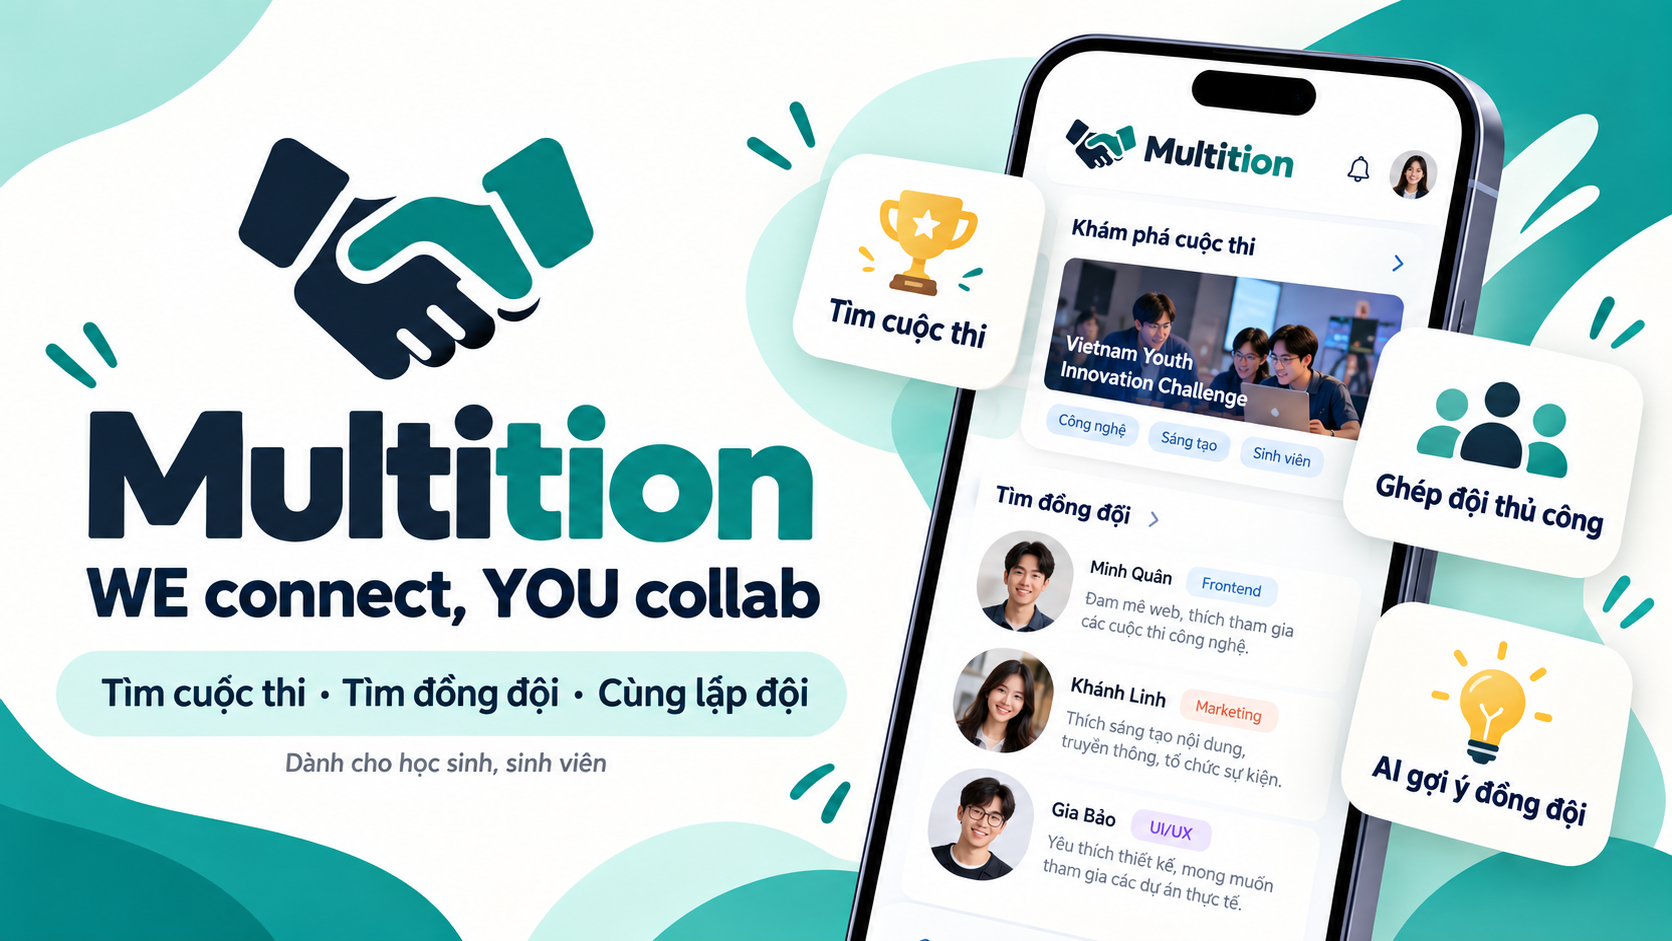 Multition
WE connect, YOU collab
Tìm cuộc thi • Tìm đồng đội • Cùng lập đội
Dành cho học sinh, sinh viên
Tìm cuộc thi
Multition
Khám phá cuộc thi
Vietnam Youth
Innovation Challenge
Công nghệ
Sáng tạo
Sinh viên
Ghép đội thủ công
Tìm đồng đội
Minh Quân
Frontend
Đam mê web, thích tham gia
các cuộc thi công nghệ.
Khánh Linh
Marketing
Thích sáng tạo nội dung,
truyền thông, tổ chức sự kiện.
AI gợi ý đồng đội
Gia Bảo
UI/UX
Yêu thích thiết kế, mong muốn
tham gia các dự án thực tế.